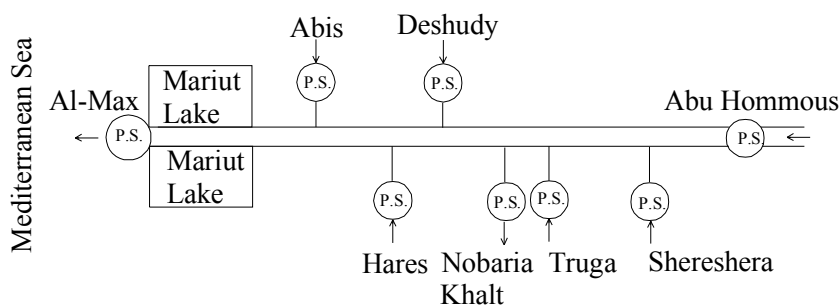 Abis
Deshudy
P.S.
P.S.
Mediterranean Sea
Al-Max
Mariut
Lake
Abu Hommous
P.S.
P.S.
Mariut
Lake
P.S.
P.S.
P.S.
P.S.
Hares
Nobaria
Khalt
Truga
Shereshera